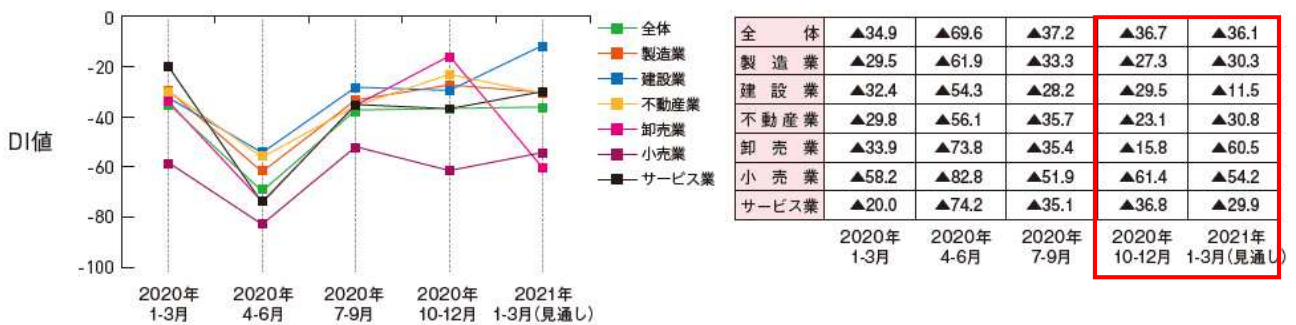 DI値
0
-20
-40
-60
-80
-100
2020年
1-3月
2020年
4-6月
2020年
7-9月
2020年
10-12月
2021年
1-3月(見通し)
全体
製造業
建設業
不動産業
卸売業
小売業
サービス業
全体 ▲34.9 ▲69.6 ▲37.2 ▲36.7 ▲36.1
製造業 ▲29.5 ▲61.9 ▲33.3 ▲27.3 ▲30.3
建設業 ▲32.4 ▲54.3 ▲28.2 ▲29.5 ▲11.5
不動産業 ▲29.8 ▲56.1 ▲35.7 ▲23.1 ▲30.8
卸売業 ▲33.9 ▲73.8 ▲35.4 ▲15.8 ▲60.5
小売業 ▲58.2 ▲82.8 ▲51.9 ▲61.4 ▲54.2
サービス業 ▲20.0 ▲74.2 ▲35.1 ▲36.8 ▲29.9
2020年 2020年 2020年 2020年 2021年
1-3月 4-6月 7-9月 10-12月 1-3月(見通し)